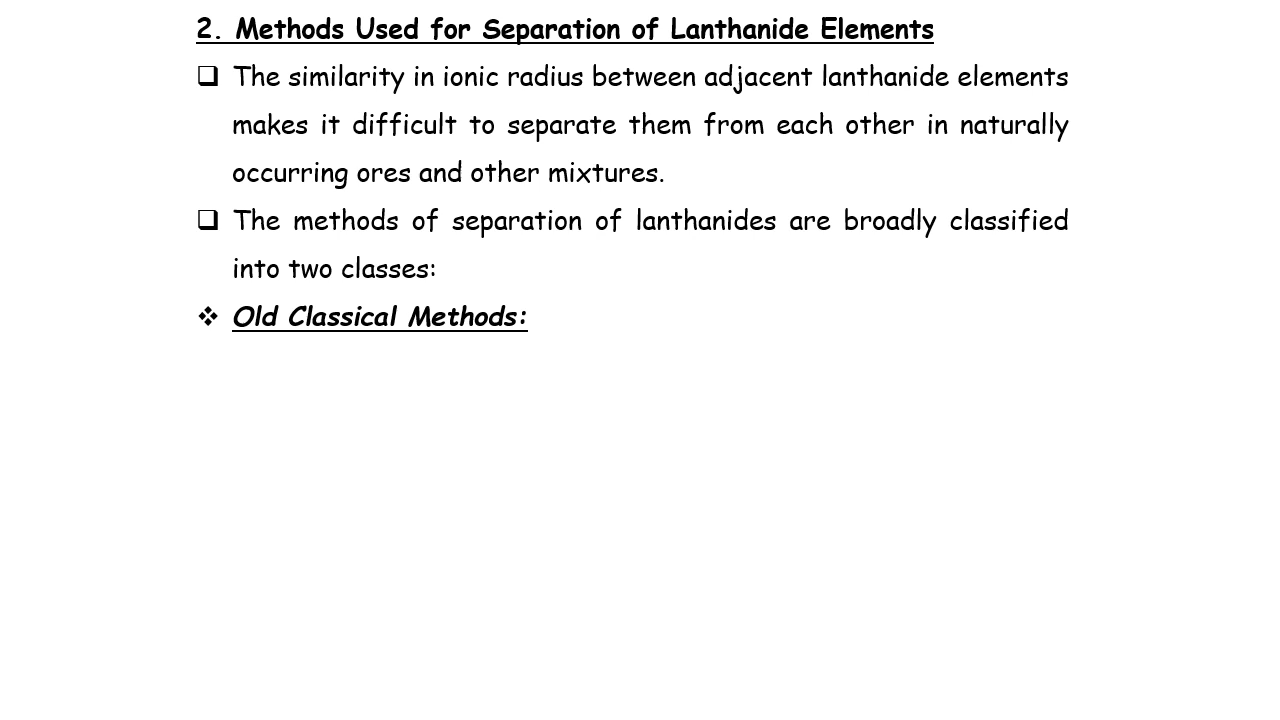 2. Methods Used for Separation of Lanthanide Elements
❑ The similarity in ionic radius between adjacent lanthanide elements
makes it difficult to separate them from each other in naturally
occurring ores and other mixtures.
❑ The methods of separation of lanthanides are broadly classified
into two classes:
❖ Old Classical Methods: